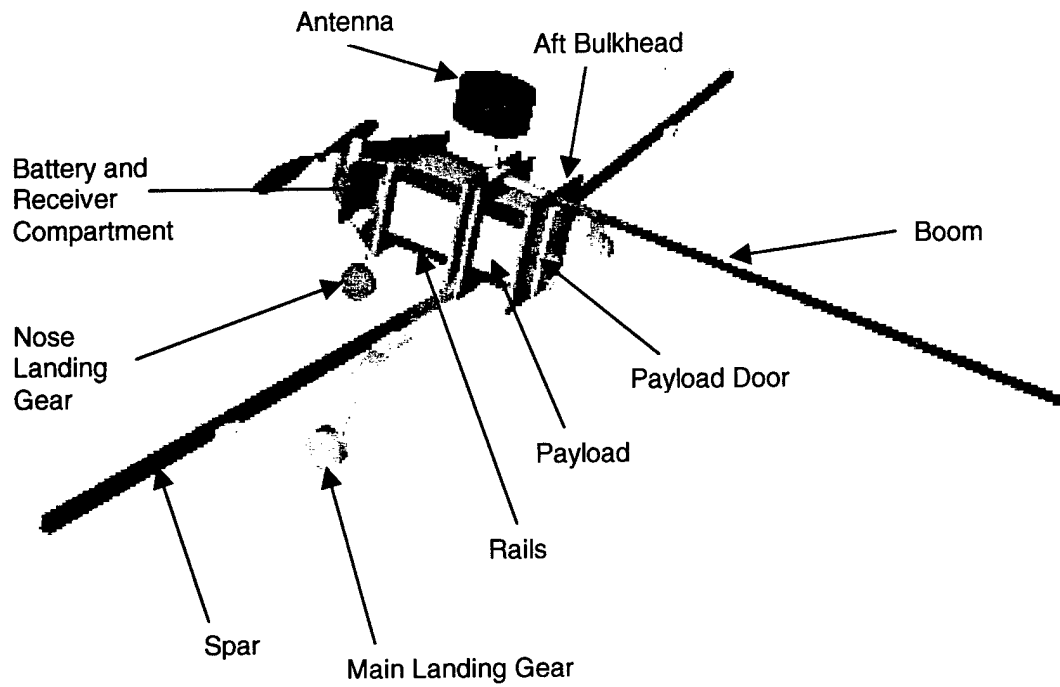 Antenna
Aft Bulkhead
Battery and
Receiver
Compartment
Boom
Nose
Landing
Gear
Payload Door
Payload
Rails
Spar
Main Landing Gear